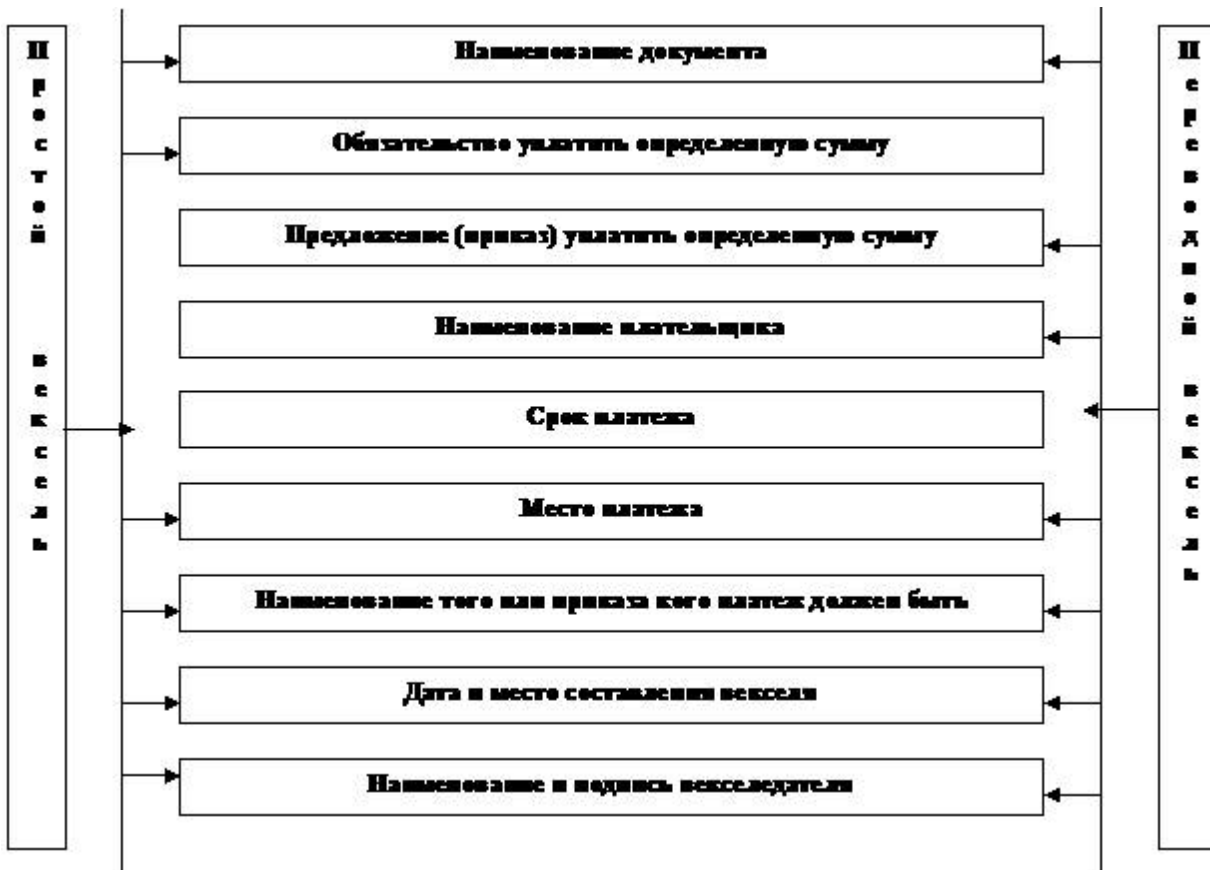 Простой вексель
Наименование документа
Обязательство уплатить определенную сумму
Предложение (приказ) уплатить определенную сумму
Наименование плательщика
Срок платежа
Место платежа
Наименование того или приказа кого платеж должен быть
Дата и место составления векселя
Наименование и подпись векселедателя
Переводной вексель